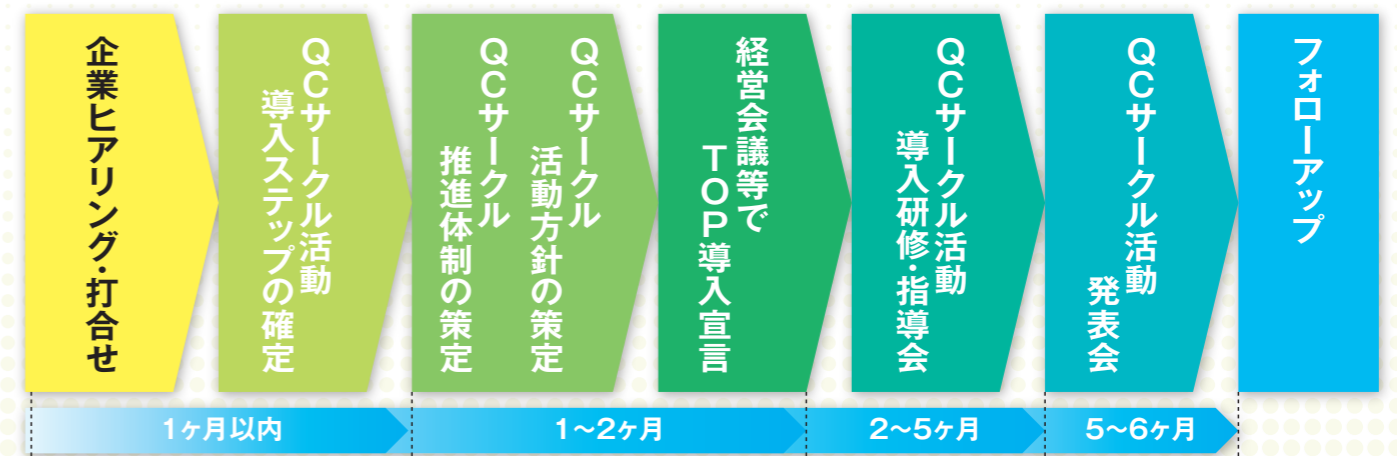 企業ヒアリング・打合せ
QCサークル活動
導入ステップの確定
QCサークル
活動方針の策定
QCサークル
推進体制の策定
経営会議等で
TOP導入宣言
QCサークル活動
導入研修・指導会
QCサークル活動
発表会
フォローアップ
1ヶ月以内
1～2ヶ月
2～5ヶ月
5～6ヶ月